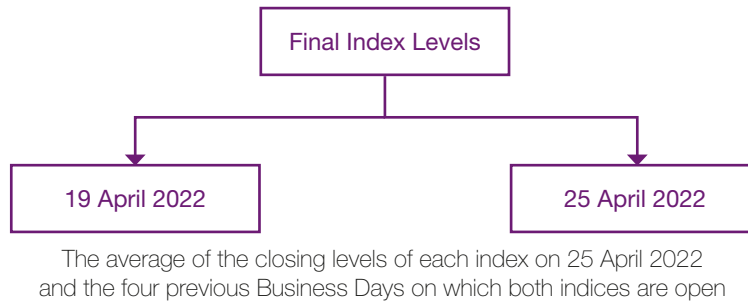 Final Index Levels
19 April 2022
25 April 2022
The average of the closing levels of each index on 25 April 2022
and the four previous Business Days on which both indices are open